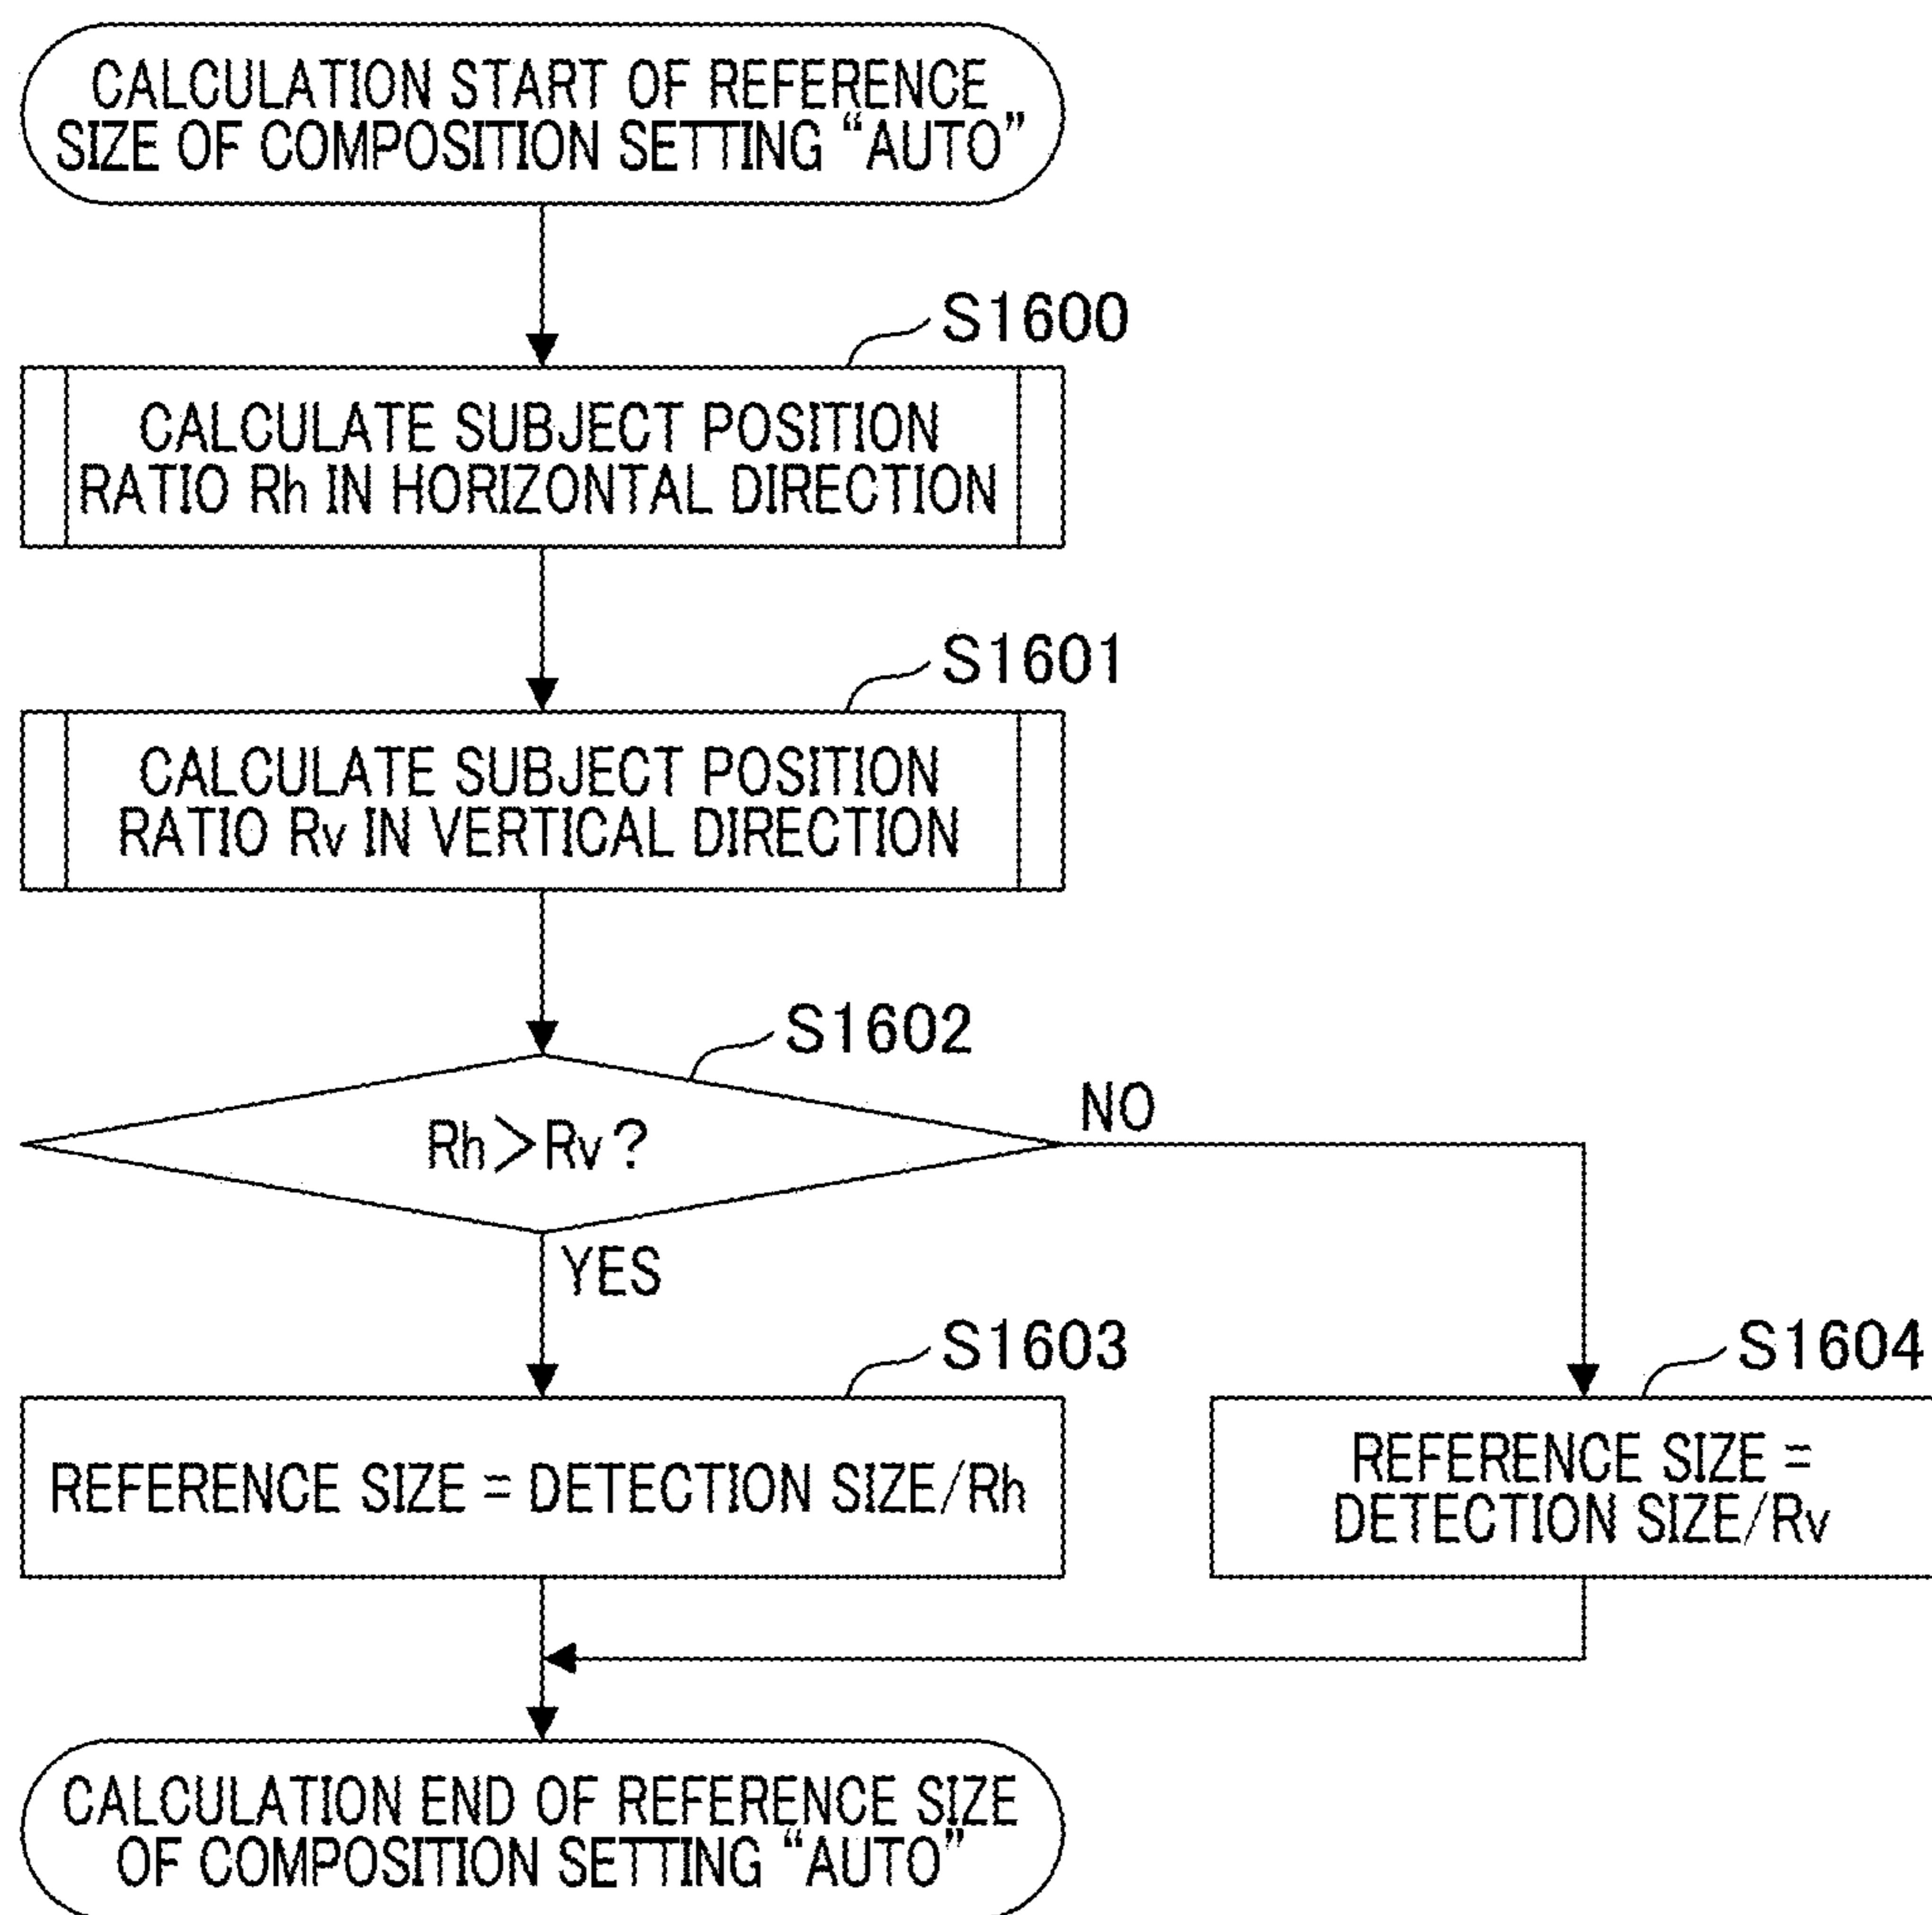 CALCULATION START OF REFERENCE
SIZE OF COMPOSITION SETTING “AUTO”
S1600
CALCULATE SUBJECT POSITION
RATIO Rh IN HORIZONTAL DIRECTION
S1601
CALCULATE SUBJECT POSITION
RATIO Rv IN VERTICAL DIRECTION
S1602
Rh>Rv?
NO
YES
S1603
REFERENCE SIZE = DETECTION SIZE/Rh
S1604
REFERENCE SIZE =
DETECTION SIZE/Rv
CALCULATION END OF REFERENCE SIZE
OF COMPOSITION SETTING “AUTO”